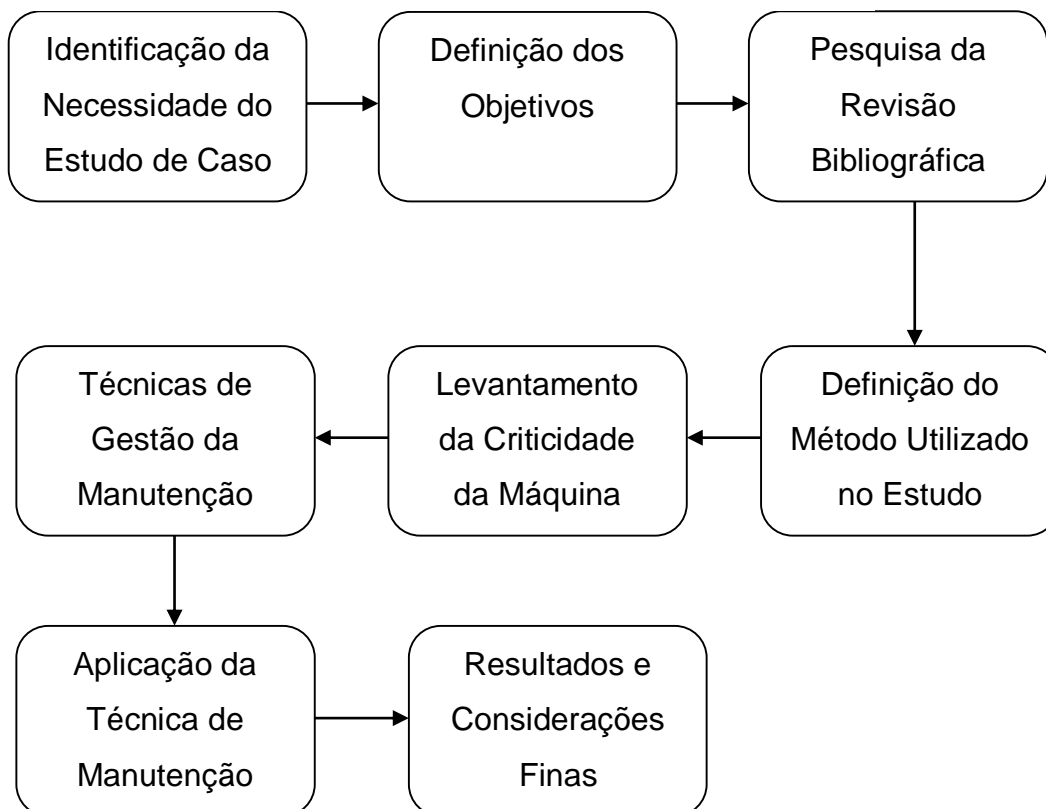 Identificação da
Necessidade do
Estudo de Caso
Definição dos
Objetivos
Pesquisa da
Revisão
Bibliográfica
Definição do
Método Utilizado
no Estudo
Levantamento
da Criticidade
da Máquina
Técnicas de
Gestão da
Manutenção
Aplicação da
Técnica de
Manutenção
Resultados e
Considerações
Finas